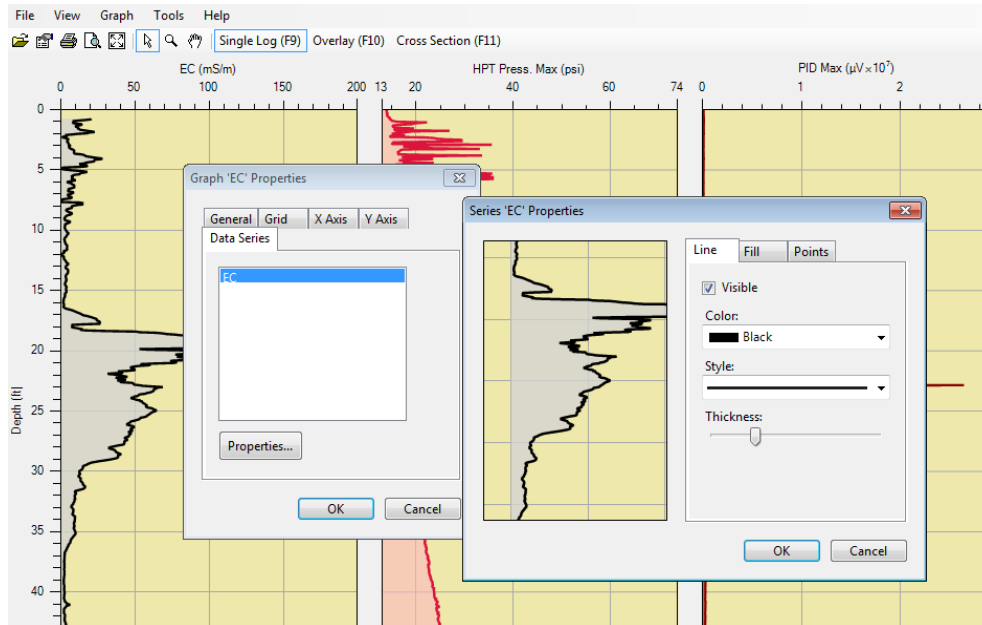 File View Graph Tools Help
Single Log (F9) Overlay (F10) Cross Section (F11)
EC (mS/m) HPT Press. Max (psi) PID Max (µV×10⁷)
0 50 100 150 200 13 20 40 60 74 0 1 2
0
5
10
15
20
25
30
35
40
Depth (ft)
Graph 'EC' Properties
General Grid X Axis Y Axis
Data Series
EC
Properties...
OK Cancel
Series 'EC' Properties
Line Fill Points
Visible
Color:
Black
Style:
Thickness:
OK Cancel